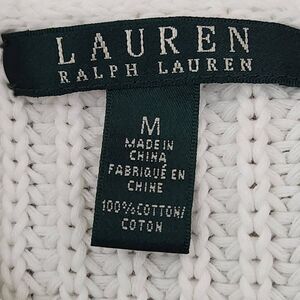 LAUREN
RALPH LAUREN
M
MADE IN
CHINA
FABRIQUÉ EN
CHINE
100%COTTON/
COTON